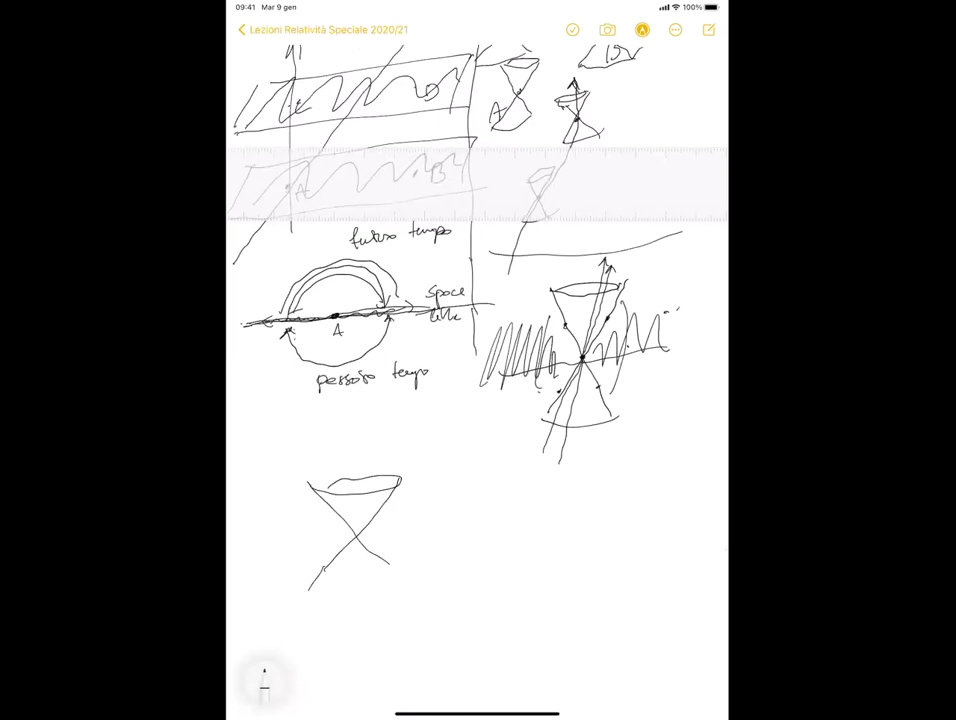 09:41 Mar 9 gen
100%
Lezioni Relatività Speciale 2020/21
A
B
A
futuro tempo
space
like
A
passato tempo